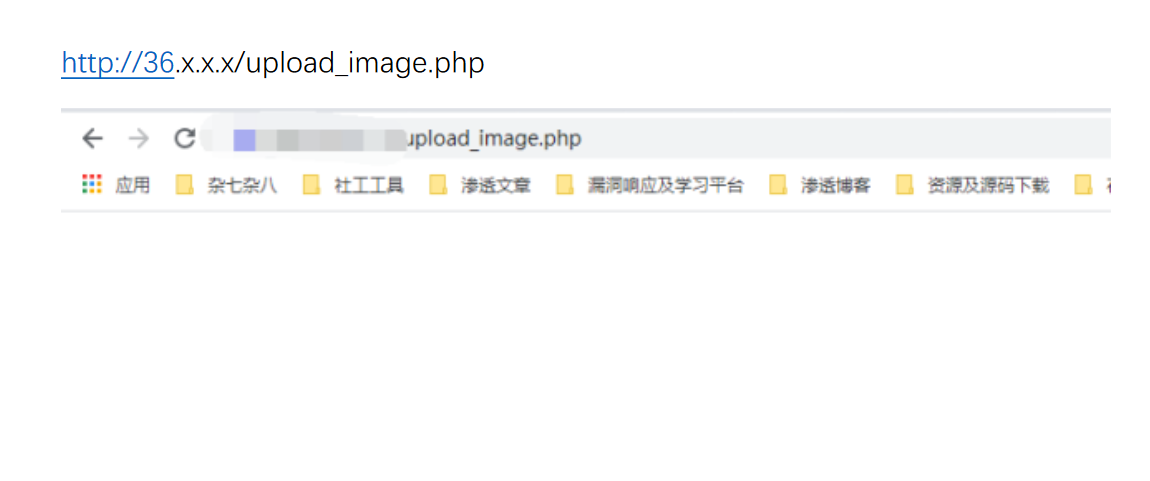 http://36.x.x.x/upload_image.php
upload_image.php
应用 杂七杂八 社工工具 渗透文章 漏洞响应及学习平台 渗透博客 资源及源码下载